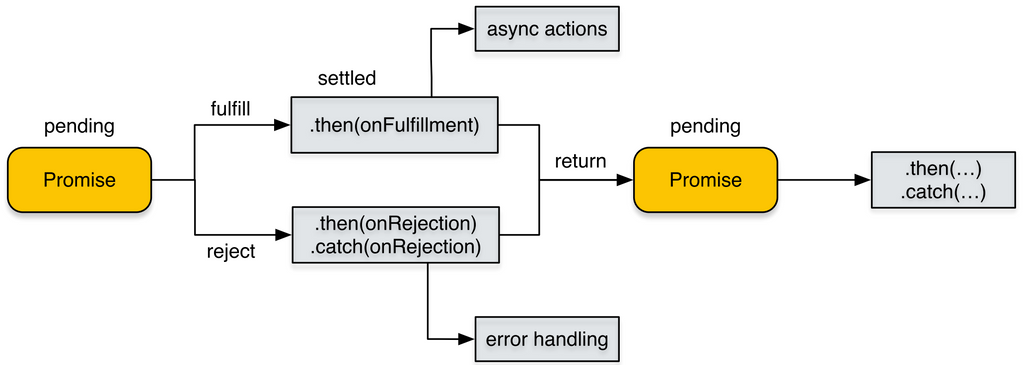 async actions
settled
fulfill
.then(onFulfillment)
pending
Promise
reject
.then(onRejection)
.catch(onRejection)
error handling
return
pending
Promise
.then(…)
.catch(…)